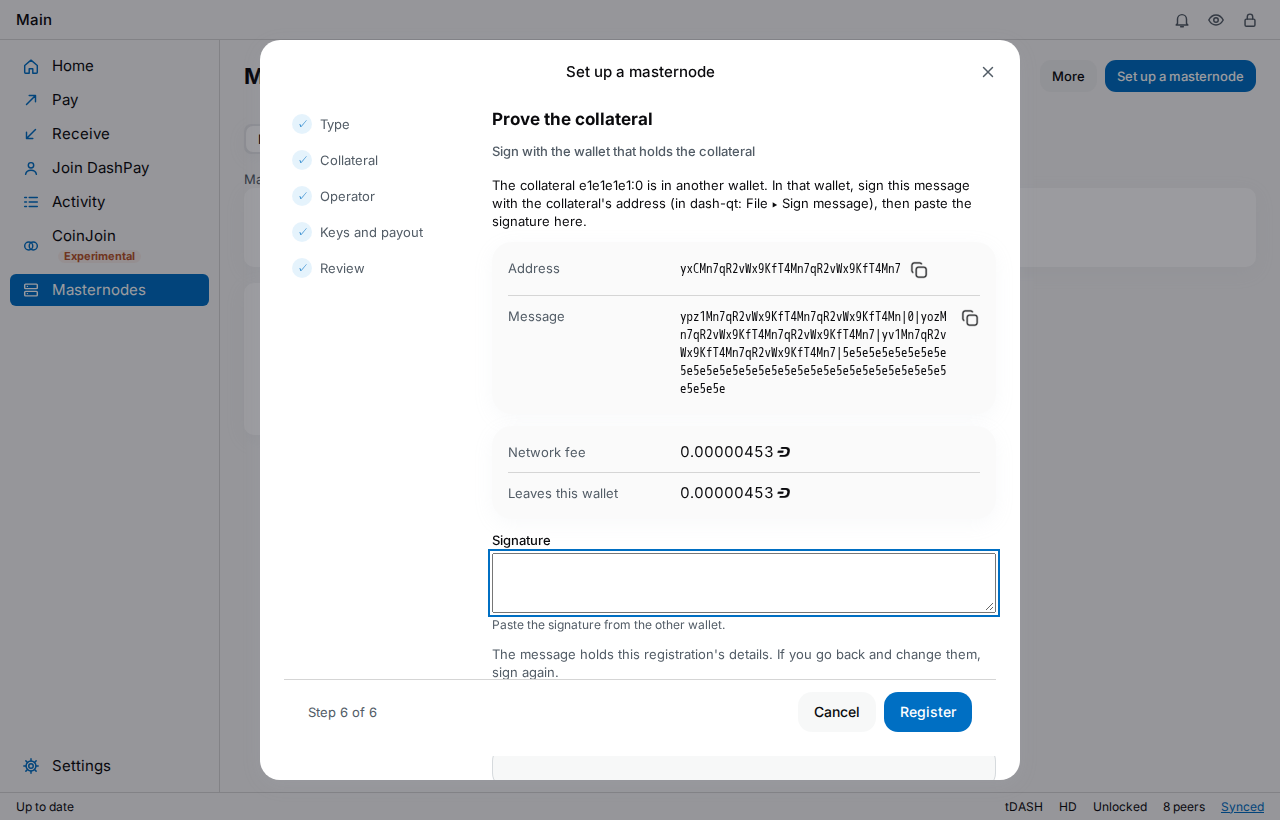 Main
Home
Pay
Receive
Join DashPay
Activity
CoinJoin
Experimental
Masternodes
Settings
More
Set up a masternode
Set up a masternode
Type
Collateral
Operator
Keys and payout
Review
Prove the collateral
Sign with the wallet that holds the collateral
The collateral e1e1e1e1:0 is in another wallet. In that wallet, sign this message
with the collateral's address (in dash-qt: File ▸ Sign message), then paste the
signature here.
Address
yxCMn7qR2vWx9KfT4Mn7qR2vWx9KfT4Mn7
Message
ypz1Mn7qR2vWx9KfT4Mn7qR2vWx9KfT4Mn|0|yozM
n7qR2vWx9KfT4Mn7qR2vWx9KfT4Mn7|yv1Mn7qR2v
Wx9KfT4Mn7qR2vWx9KfT4Mn7|5e5e5e5e5e5e5e5e
5e5e5e5e5e5e5e5e5e5e5e5e5e5e5e5e5e5e5e5e5
e5e5e5e
Network fee
0.00000453
Leaves this wallet
0.00000453
Signature
Paste the signature from the other wallet.
The message holds this registration's details. If you go back and change them,
sign again.
Step 6 of 6
Cancel
Register
Up to date
tDASH
HD
Unlocked
8 peers
Synced